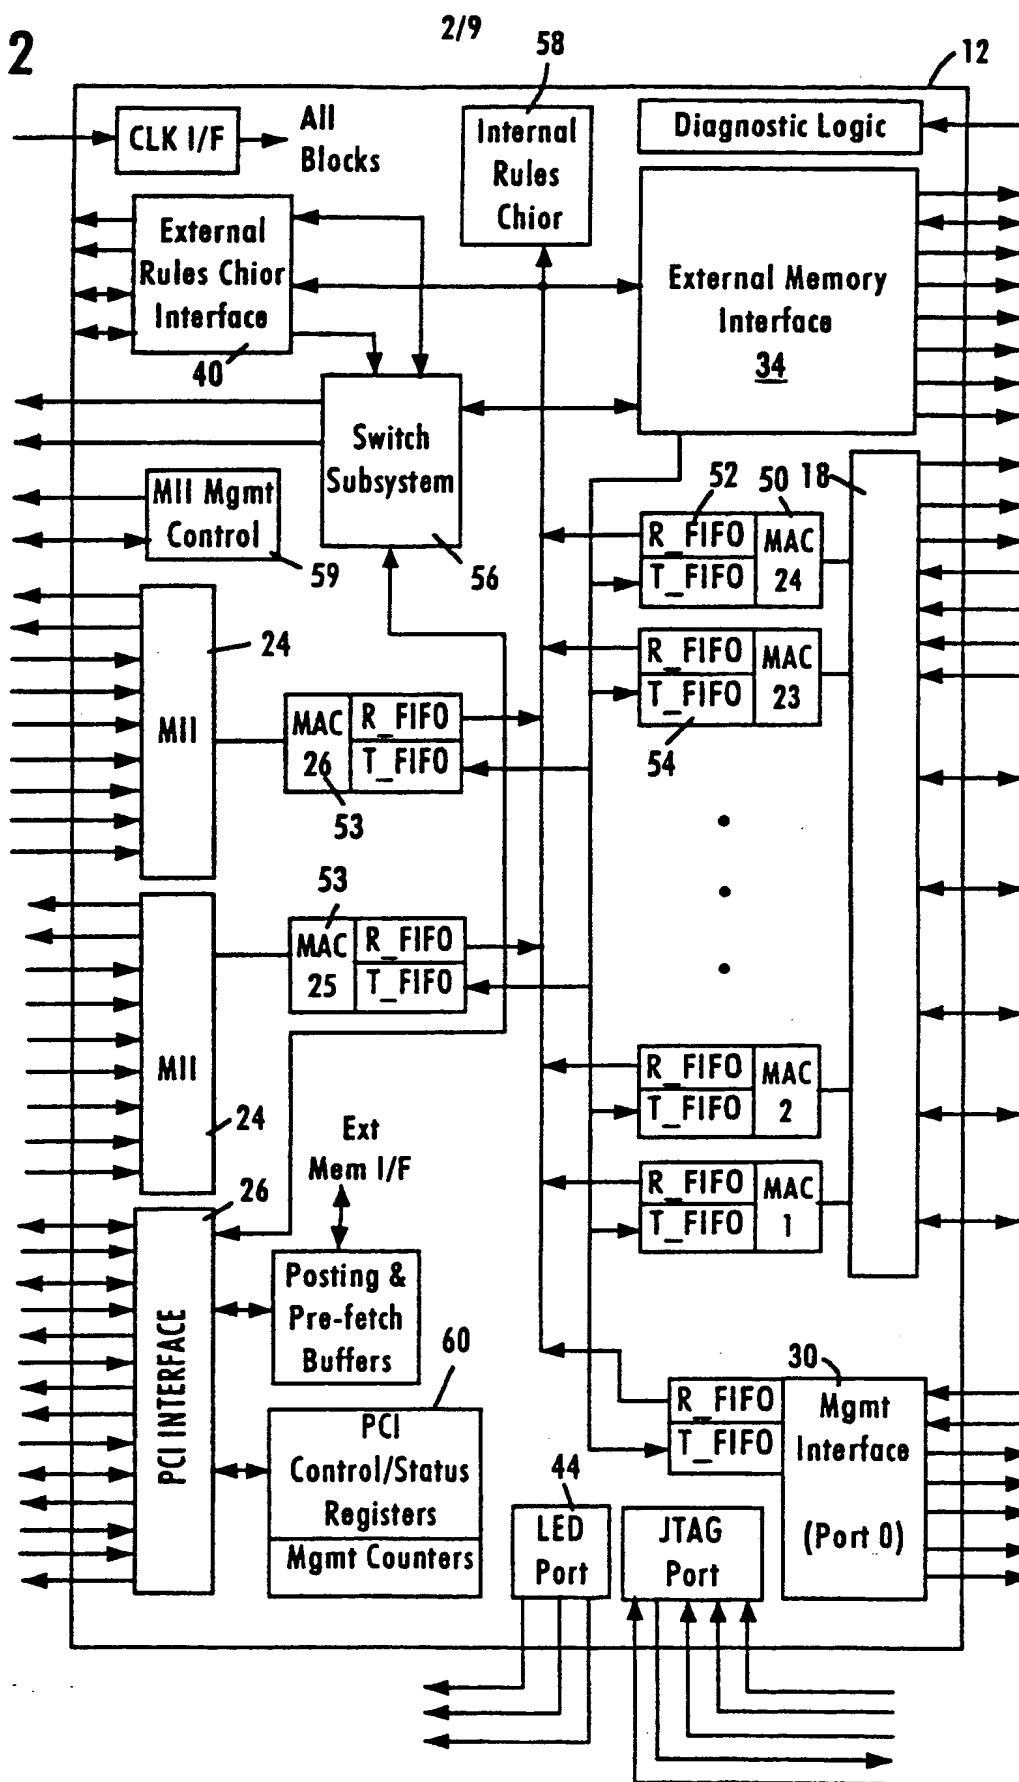 2/9
2
58
12
CLK I/F
All
Blocks
Internal
Rules
Chior
Diagnostic Logic
External
Rules Chior
Interface
40
External Memory
Interface
34
Switch
Subsystem
56
MII Mgmt
Control
59
52
50
18
R_FIFO
T_FIFO
MAC
24
R_FIFO
T_FIFO
MAC
23
54
24
MII
MAC
26
R_FIFO
T_FIFO
53
53
MAC
25
R_FIFO
T_FIFO
MII
24
R_FIFO
T_FIFO
MAC
2
R_FIFO
T_FIFO
MAC
1
26
Ext
Mem I/F
PCI INTERFACE
Posting &
Pre-fetch
Buffers
60
PCI
Control/Status
Registers
Mgmt Counters
30
R_FIFO
T_FIFO
Mgmt
Interface
(Port 0)
44
LED
Port
JTAG
Port